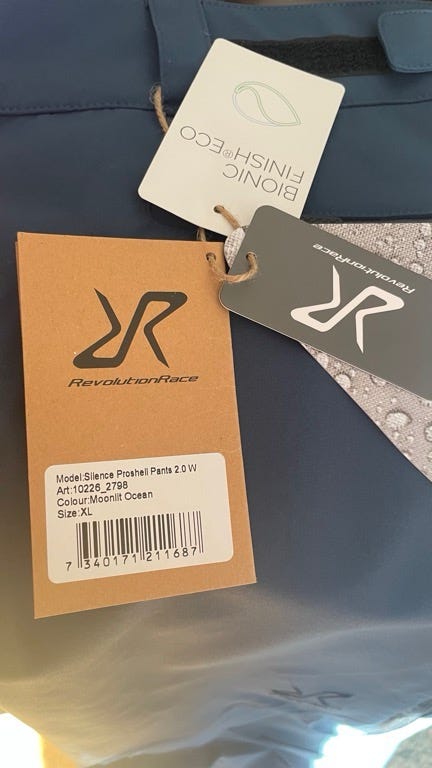 BIONIC
FINISH®ECO
RevolutionRace
RevolutionRace
Model:Silence Proshell Pants 2.0 W
Art:10226_2798
Colour:Moonlit Ocean
Size:XL
7 340171 211687